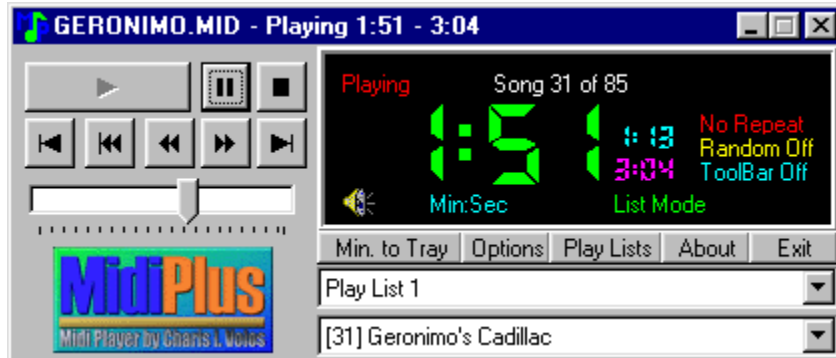 GERONIMO.MID - Playing 1:51 - 3:04
Playing Song 31 of 85
1:51
1:13
3:04
No Repeat
Random Off
ToolBar Off
Min:Sec List Mode
Min. to Tray Options Play Lists About Exit
Play List 1
[31] Geronimo's Cadillac
MidiPlus
Midi Player by Charis I. Volos